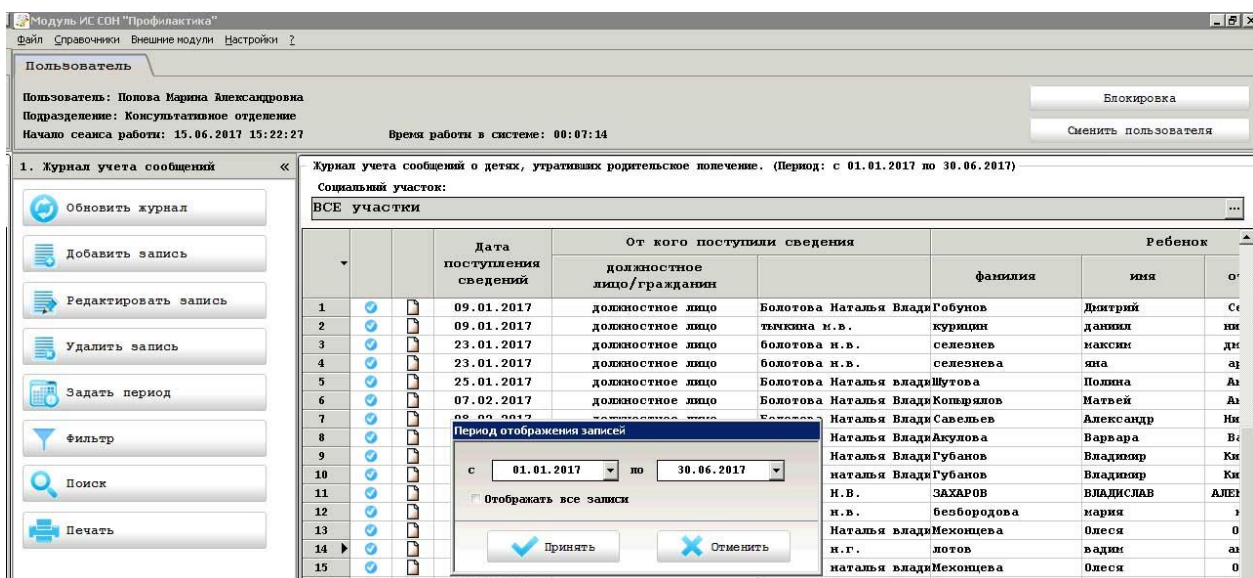 Модуль ИС СОН "Профилактика"
Файл Справочники Внешние модули Настройки ?
Пользователь
Пользователь: Попова Марина Александровна
Подразделение: Консультативное отделение
Начало сеанса работы: 15.06.2017 15:22:27 Время работы в системе: 00:07:14
Блокировка
Сменить пользователя
1. Журнал учета сообщений «
Обновить журнал
Добавить запись
Редактировать запись
Удалить запись
Задать период
Фильтр
Поиск
Печать
Журнал учета сообщений о детях, утративших родительское попечение. (Период: с 01.01.2017 по 30.06.2017)
Социальный участок:
ВСЕ участки ...
Дата поступления сведений От кого поступили сведения Ребенок
должностное лицо/гражданин фамилия имя
1 09.01.2017 должностное лицо Болотова Наталья Влади Гобунов Дмитрий
2 09.01.2017 должностное лицо тычкина м.в. курицин даниил
3 23.01.2017 должностное лицо болотова н.в. селезнев максим
4 23.01.2017 должностное лицо болотова н.в. селезнева яна
5 25.01.2017 должностное лицо Болотова Наталья влади Шутова Полина
6 07.02.2017 должностное лицо Болотова Наталья влади Копырялов Матвей
7 Наталья Влади Савельев Александр
8 Наталья Влади Акулова Варвара
9 Наталья Влади Губанов Владимир
10 наталья Влади Губанов Владимир
11 Н.В. ЗАХАРОВ ВЛАДИСЛАВ
12 н.в. безбородова мария
13 Наталья влади Мехонцева Олеся
14 н.г. лотов вадим
15 наталья влади Мехонцева Олеся
Период отображения записей
с 01.01.2017 по 30.06.2017
Отображать все записи
Принять Отменить